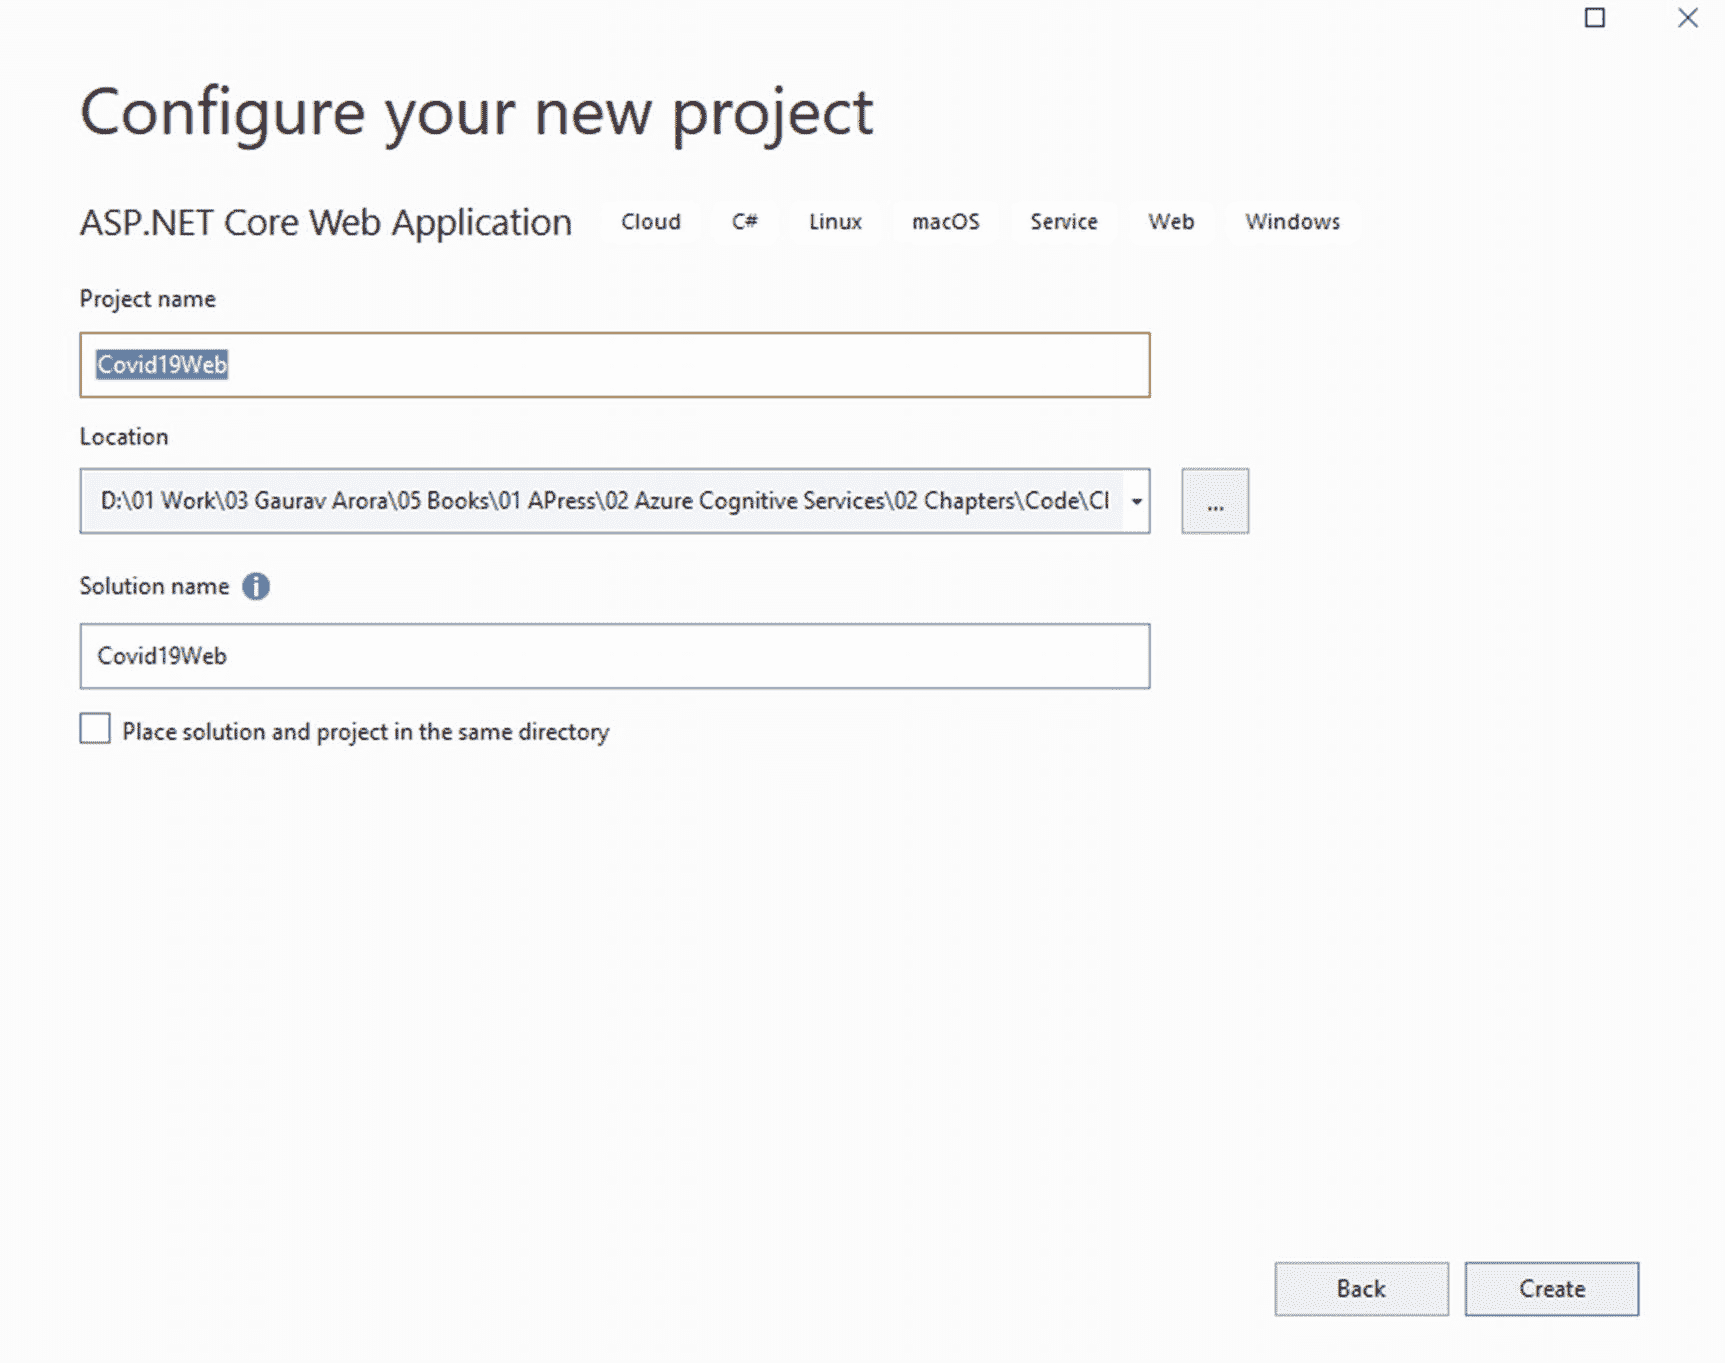 Configure your new project
ASP.NET Core Web Application Cloud C# Linux macOS Service Web Windows
Project name
Covid19Web
Location
D:\01 Work\03 Gaurav Arora\05 Books\01 APress\02 Azure Cognitive Services\02 Chapters\Code\Cl
...
Solution name i
Covid19Web
Place solution and project in the same directory
Back Create